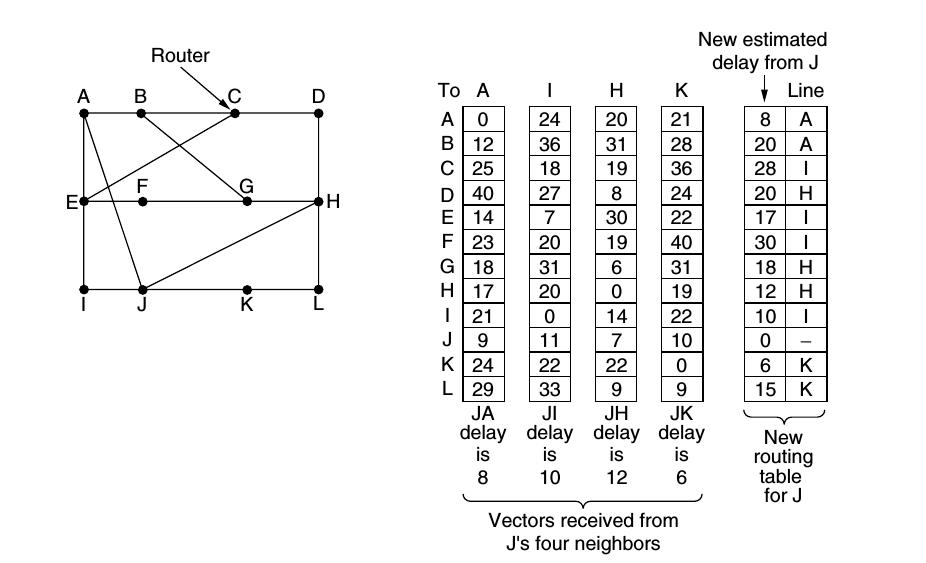 Router
A B C D
E F G H
I J K L
New estimated
delay from J
To A I H K Line
A 0 24 20 21 8 A
B 12 36 31 28 20 A
C 25 18 19 36 28 I
D 40 27 8 24 20 H
E 14 7 30 22 17 I
F 23 20 19 40 30 I
G 18 31 6 31 18 H
H 17 20 0 19 12 H
I 21 0 14 22 10 I
J 9 11 7 10 0 –
K 24 22 22 0 6 K
L 29 33 9 9 15 K
JA JI JH JK
delay delay delay delay
is is is is
8 10 12 6
Vectors received from
J's four neighbors
New
routing
table
for J